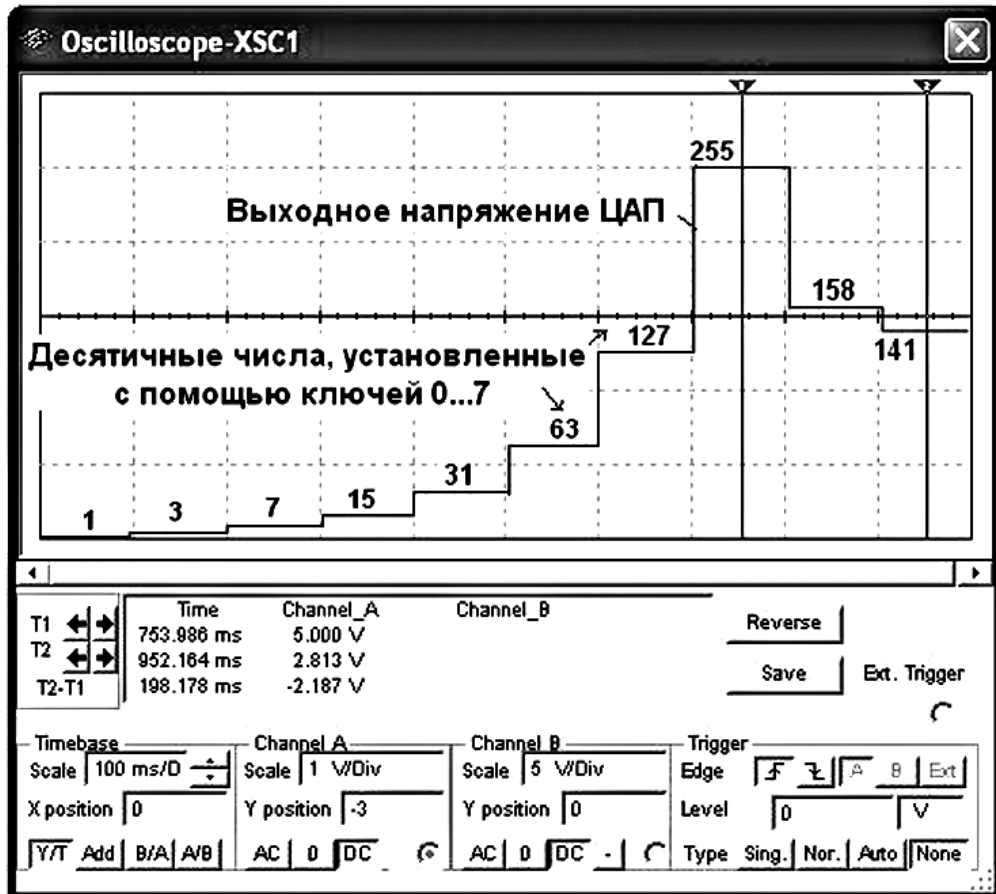 Oscilloscope-XSC1
255
Выходное напряжение ЦАП
158
127
141
Десятичные числа, установленные
с помощью ключей 0...7
63
31
15
7
3
1
Time Channel_A Channel_B
T1 753.986 ms 5.000 V
T2 952.164 ms 2.813 V
T2-T1 198.178 ms -2.187 V
Reverse
Save
Ext. Trigger
Timebase
Scale 100 ms/D
X position 0
Y/T Add B/A A/B
Channel A
Scale 1 V/Div
Y position -3
AC 0 DC
Channel B
Scale 5 V/Div
Y position 0
AC 0 DC -
Trigger
Edge A B Ext
Level 0 V
Type Sing. Nor. Auto None